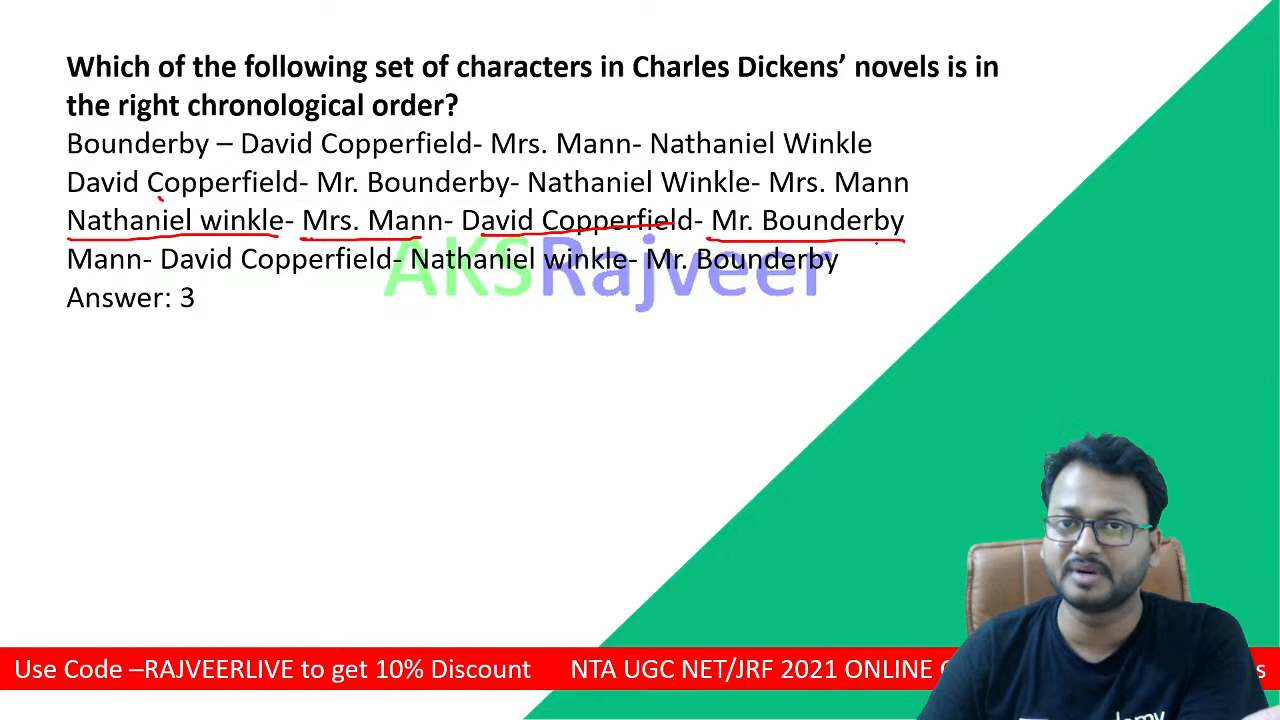 Which of the following set of characters in Charles Dickens’ novels is in
the right chronological order?
Bounderby – David Copperfield- Mrs. Mann- Nathaniel Winkle
David Copperfield- Mr. Bounderby- Nathaniel Winkle- Mrs. Mann
Nathaniel winkle- Mrs. Mann- David Copperfield- Mr. Bounderby
Mann- David Copperfield- Nathaniel winkle- Mr. Bounderby
AKSRajveer
Answer: 3
Use Code –RAJVEERLIVE to get 10% Discount NTA UGC NET/JRF 2021 ONLINE